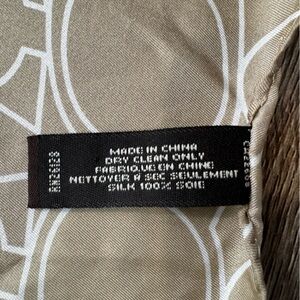 MADE IN CHINA
DRY CLEAN ONLY
FABRIQUE EN CHINE
NETTOYER A SEC SEULEMENT
SILK 100% SOIE